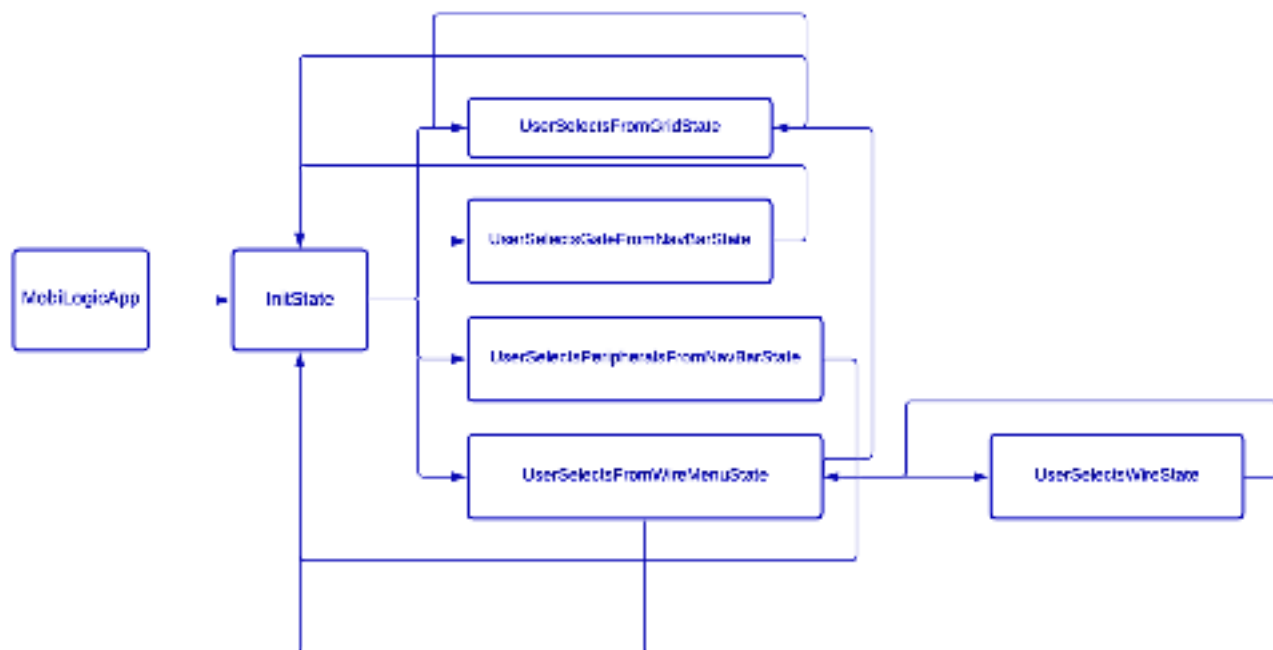 UserSelectsFromGridState
UserSelectsGateFromNavBarState
MobiLogicApp
InitState
UserSelectsPeripheralsFromNavBarState
UserSelectsFromWireMenuState
UserSelectsWireState